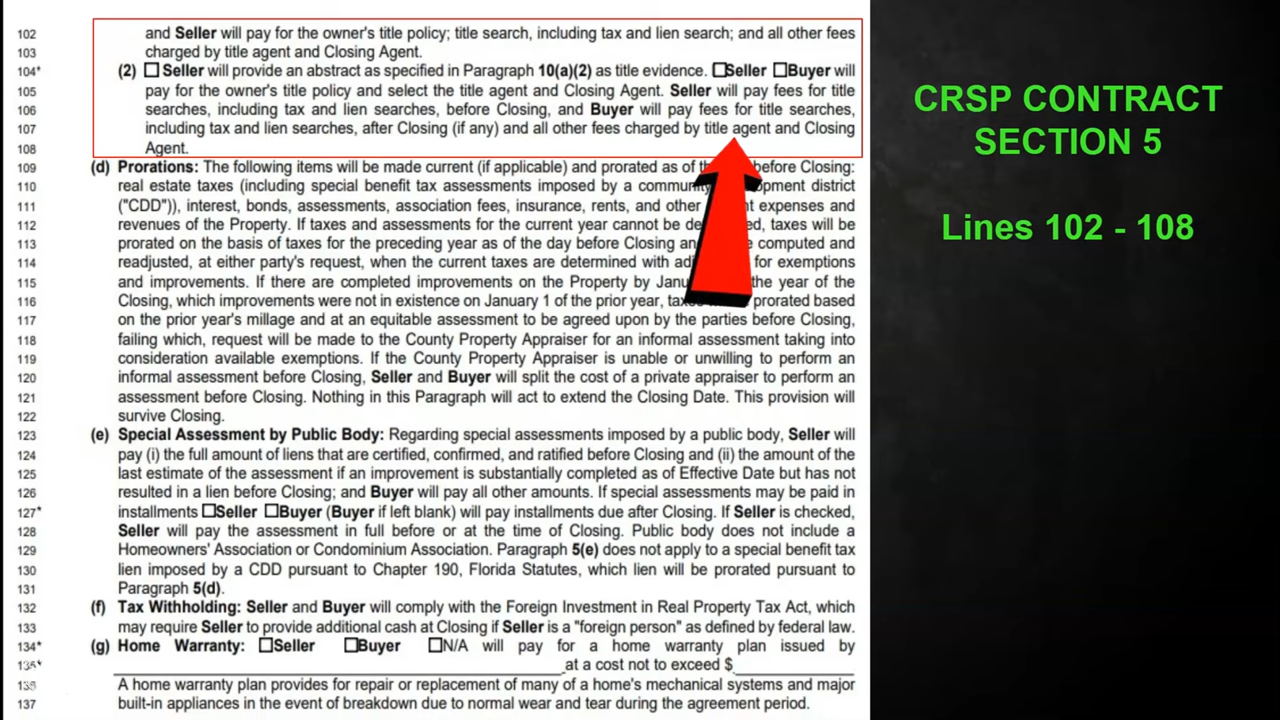 102 and Seller will pay for the owner's title policy; title search, including tax and lien search; and all other fees
103 charged by title agent and Closing Agent.
104* (2) Seller will provide an abstract as specified in Paragraph 10(a)(2) as title evidence. Seller Buyer will
105 pay for the owner's title policy and select the title agent and Closing Agent. Seller will pay fees for title
106 searches, including tax and lien searches, before Closing, and Buyer will pay fees for title searches,
107 including tax and lien searches, after Closing (if any) and all other fees charged by title agent and Closing
108 Agent.
109 (d) Prorations: The following items will be made current (if applicable) and prorated as of the before Closing:
110 real estate taxes (including special benefit tax assessments imposed by a
111 ("CDD")), interest, bonds, assessments, association fees, insurance, rents, and other expenses and
112 revenues of the Property. If taxes and assessments for the current year cannot be taxes will be
113 prorated on the basis of taxes for the preceding year as of the day before Closing computed and
114 readjusted, at either party's request, when the current taxes are determined with for exemptions
115 and improvements. If there are completed improvements on the Property by the year of the
116 Closing, which improvements were not in existence on January 1 of the prior year, prorated based
117 on the prior year's millage and at an equitable assessment to be agreed upon by the parties before Closing,
118 failing which, request will be made to the County Property Appraiser for an informal assessment taking into
119 consideration available exemptions. If the County Property Appraiser is unable or unwilling to perform an
120 informal assessment before Closing, Seller and Buyer will split the cost of a private appraiser to perform an
121 assessment before Closing. Nothing in this Paragraph will act to extend the Closing Date. This provision will
122 survive Closing.
123 (e) Special Assessment by Public Body: Regarding special assessments imposed by a public body, Seller will
124 pay (i) the full amount of liens that are certified, confirmed, and ratified before Closing and (ii) the amount of the
125 last estimate of the assessment if an improvement is substantially completed as of Effective Date but has not
126 resulted in a lien before Closing; and Buyer will pay all other amounts. If special assessments may be paid in
127* installments Seller Buyer (Buyer if left blank) will pay installments due after Closing. If Seller is checked,
128 Seller will pay the assessment in full before or at the time of Closing. Public body does not include a
129 Homeowners' Association or Condominium Association. Paragraph 5(e) does not apply to a special benefit tax
130 lien imposed by a CDD pursuant to Chapter 190, Florida Statutes, which lien will be prorated pursuant to
131 Paragraph 5(d).
132 (f) Tax Withholding: Seller and Buyer will comply with the Foreign Investment in Real Property Tax Act, which
133 may require Seller to provide additional cash at Closing if Seller is a "foreign person" as defined by federal law.
134* (g) Home Warranty: Seller Buyer N/A will pay for a home warranty plan issued by
135* at a cost not to exceed $
136 A home warranty plan provides for repair or replacement of many of a home's mechanical systems and major
137 built-in appliances in the event of breakdown due to normal wear and tear during the agreement period.
CRSP CONTRACT
SECTION 5
Lines 102 - 108